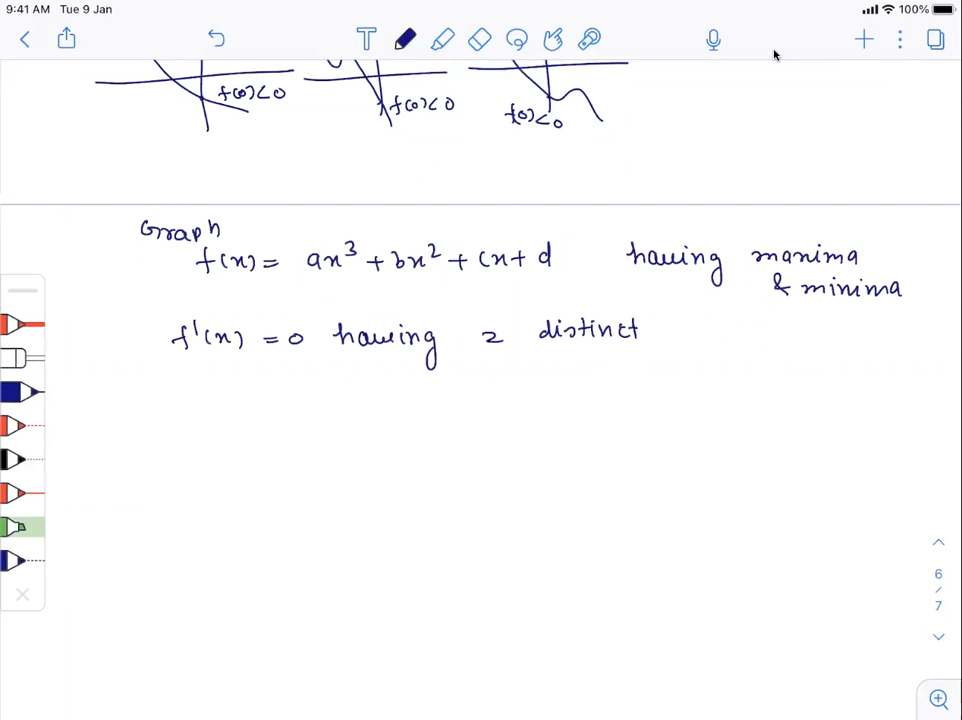 9:41 AM Tue 9 Jan 100%
T
f(0)<0 f(0)<0 f(0)<0
Graph
f(x) = ax³ + bx² + cx + d having maxima
& minima
f'(x) = 0 having 2 distinct
6
/
7